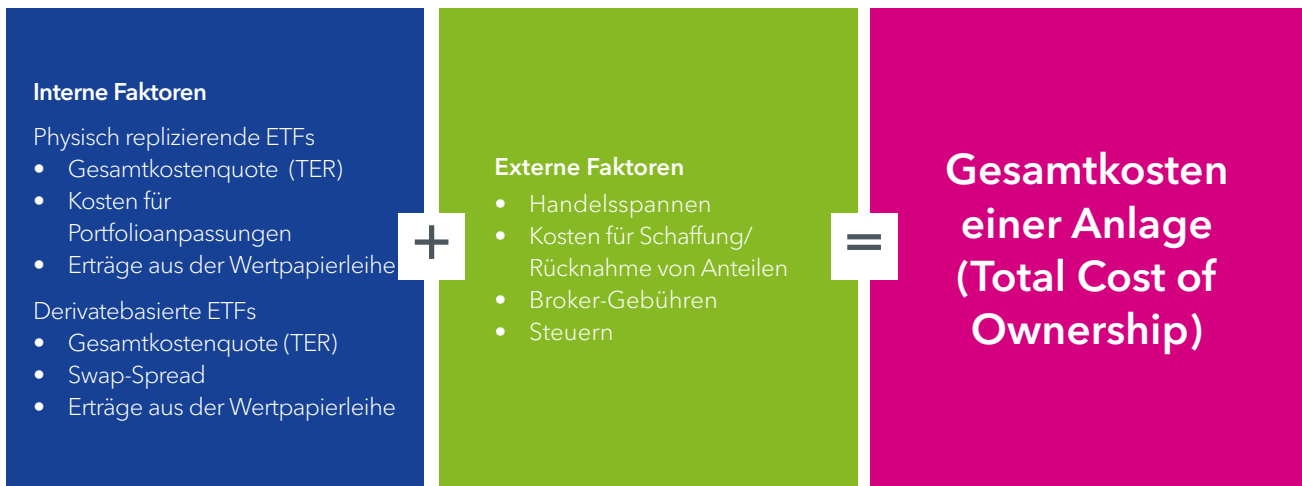 Interne Faktoren
Physisch replizierende ETFs
• Gesamtkostenquote (TER)
• Kosten für
Portfolioanpassungen
• Erträge aus der Wertpapierleihe
Derivatebasierte ETFs
• Gesamtkostenquote (TER)
• Swap-Spread
• Erträge aus der Wertpapierleihe
+
Externe Faktoren
• Handelsspannen
• Kosten für Schaffung/
Rücknahme von Anteilen
• Broker-Gebühren
• Steuern
=
Gesamtkosten
einer Anlage
(Total Cost of
Ownership)